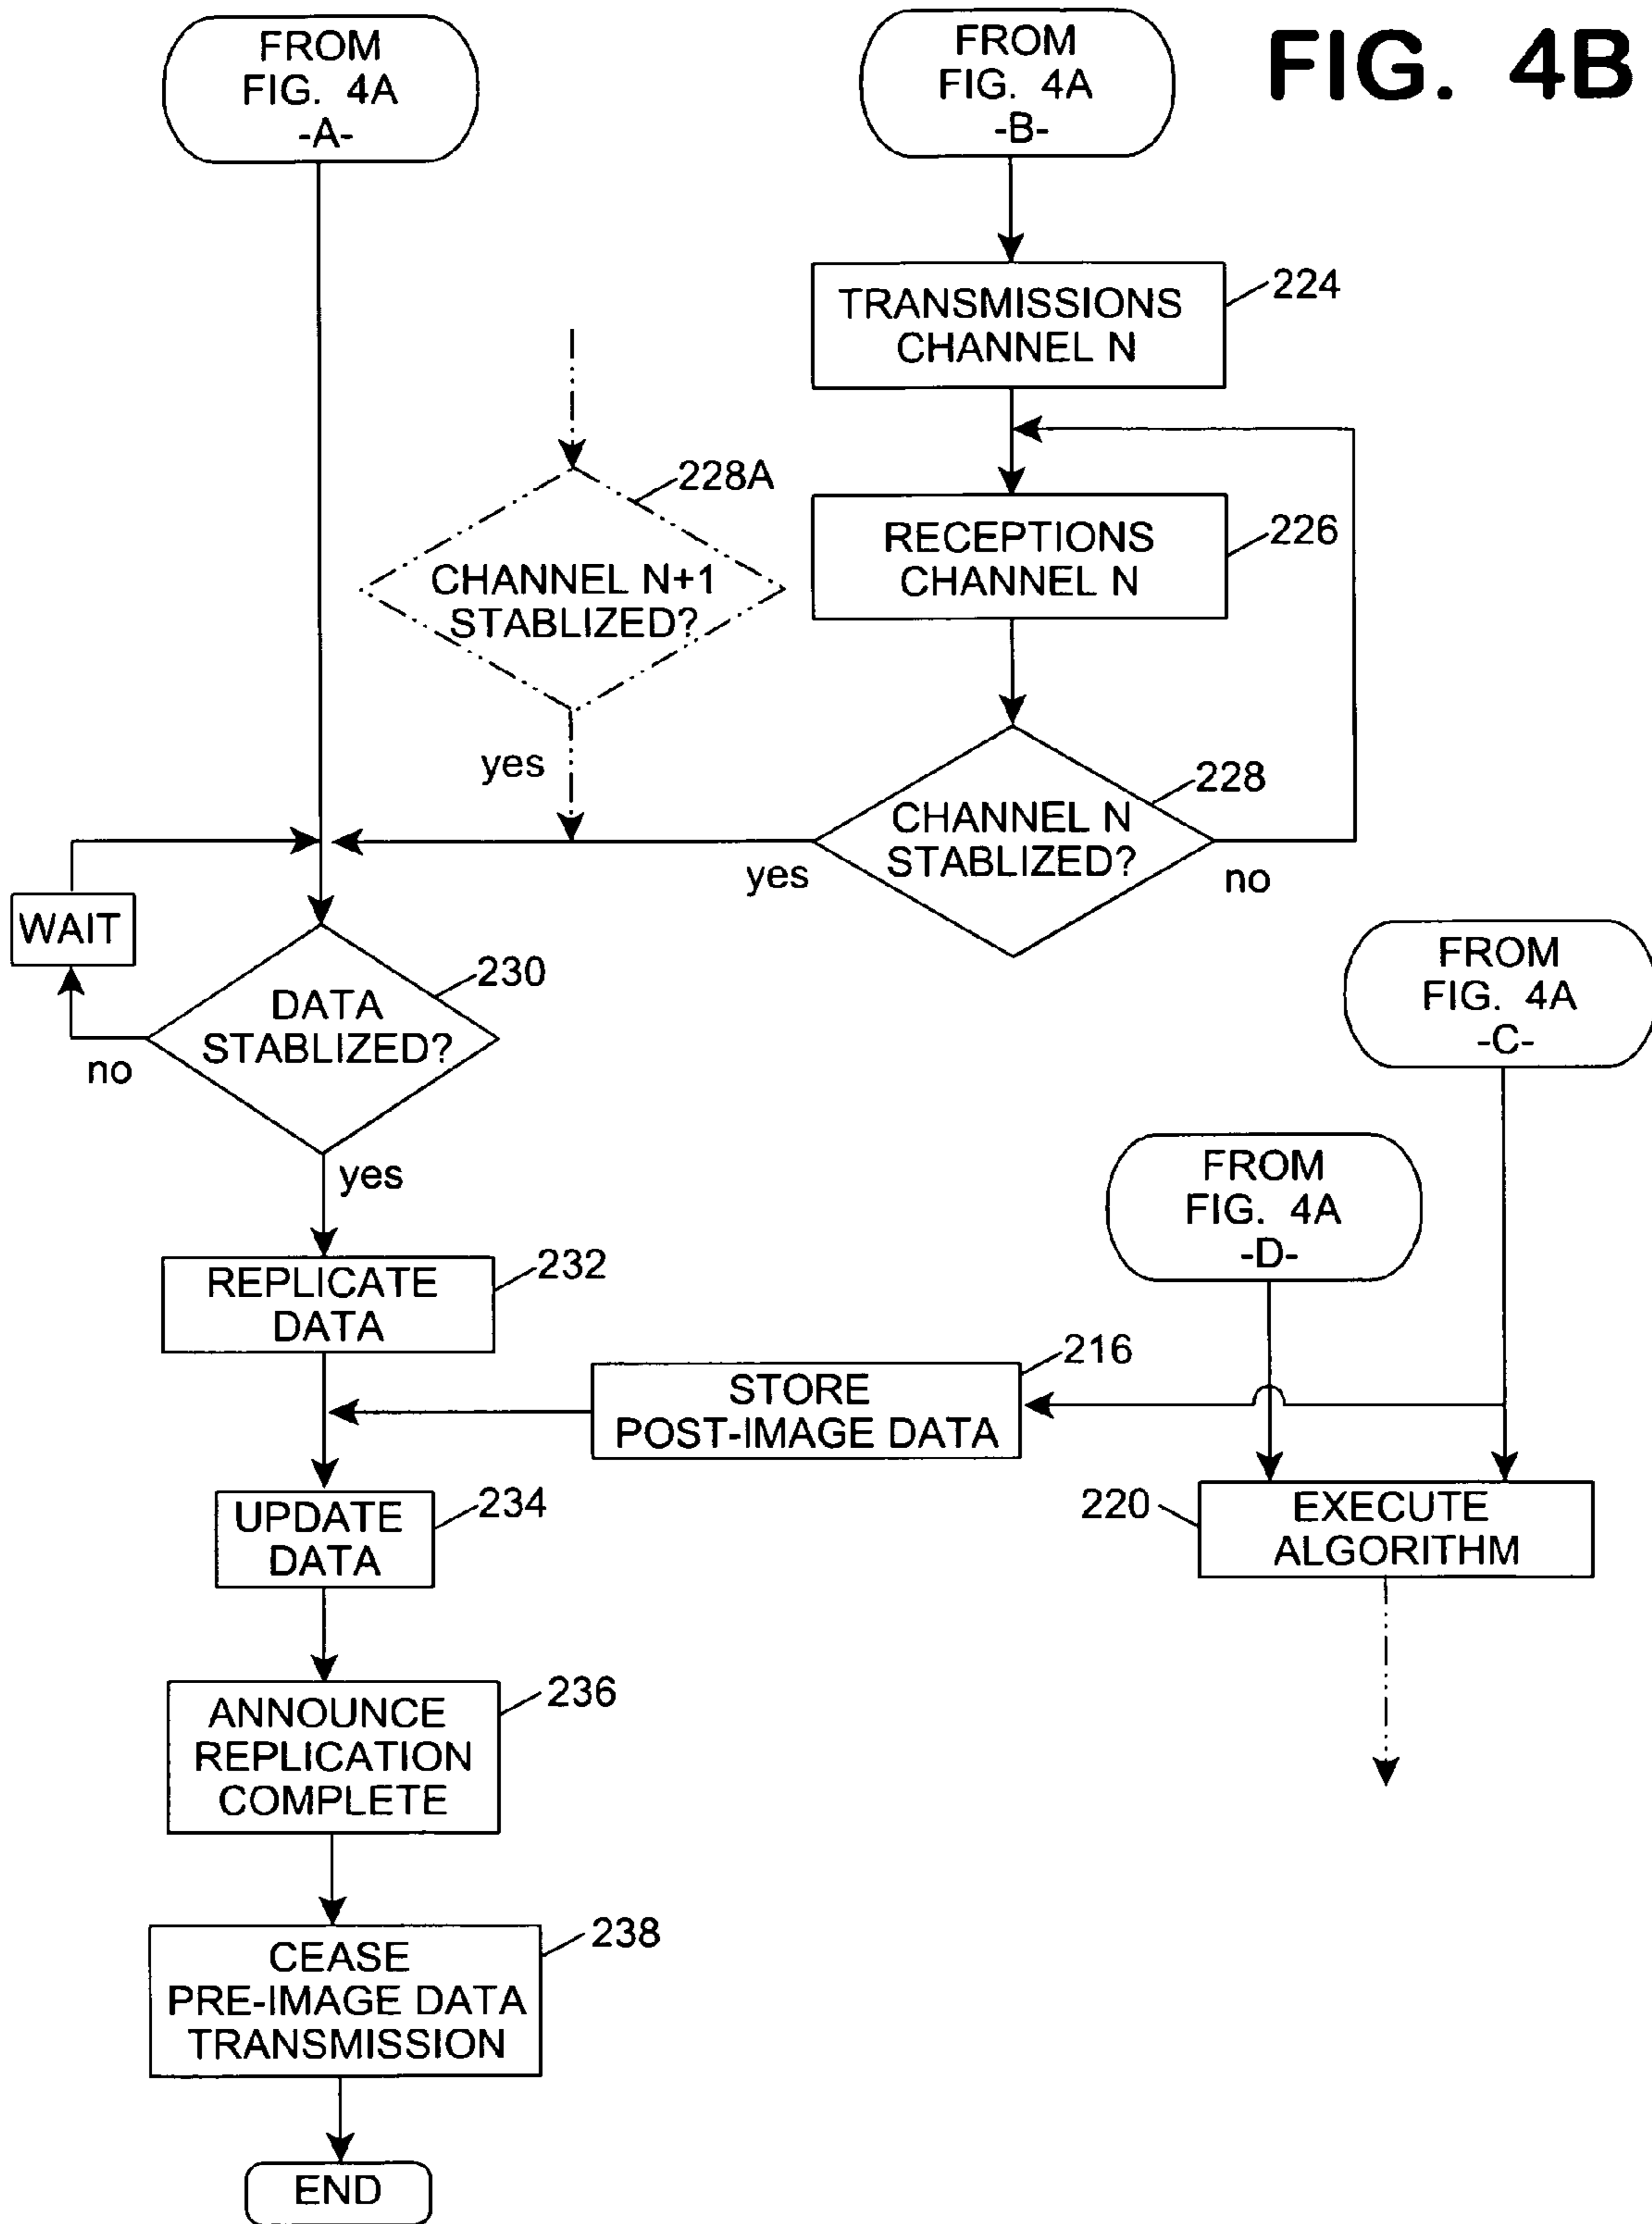 FIG. 4B
FROM
FIG. 4A
-A-
FROM
FIG. 4A
-B-
TRANSMISSIONS
CHANNEL N
224
RECEPTIONS
CHANNEL N
226
228A
CHANNEL N+1
STABLIZED?
yes
228
CHANNEL N
STABLIZED?
yes
no
WAIT
230
DATA
STABLIZED?
no
yes
FROM
FIG. 4A
-C-
FROM
FIG. 4A
-D-
REPLICATE
DATA
232
216
STORE
POST-IMAGE DATA
UPDATE
DATA
234
220
EXECUTE
ALGORITHM
ANNOUNCE
REPLICATION
COMPLETE
236
CEASE
PRE-IMAGE DATA
TRANSMISSION
238
END